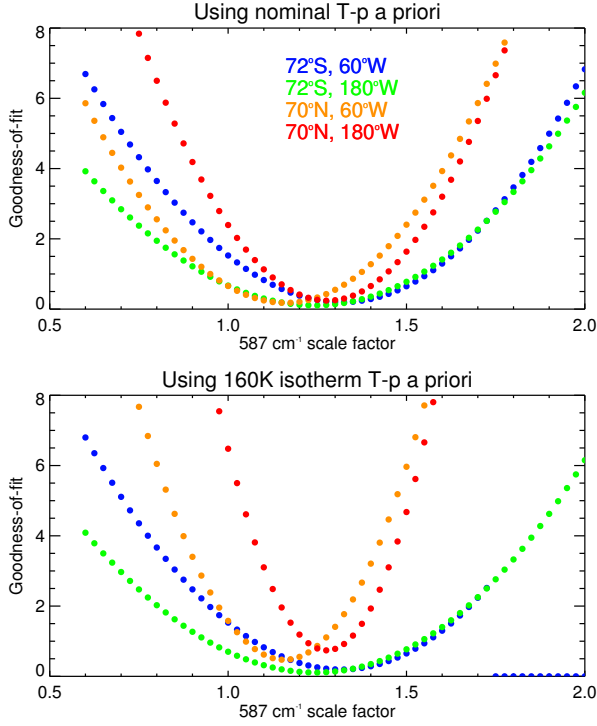 Using nominal T-p a priori
8
72°S, 60°W
72°S, 180°W
70°N, 60°W
70°N, 180°W
6
4
2
0
Goodness-of-fit
0.5 1.0 1.5 2.0
587 cm⁻¹ scale factor
Using 160K isotherm T-p a priori
8
6
4
2
0
Goodness-of-fit
0.5 1.0 1.5 2.0
587 cm⁻¹ scale factor